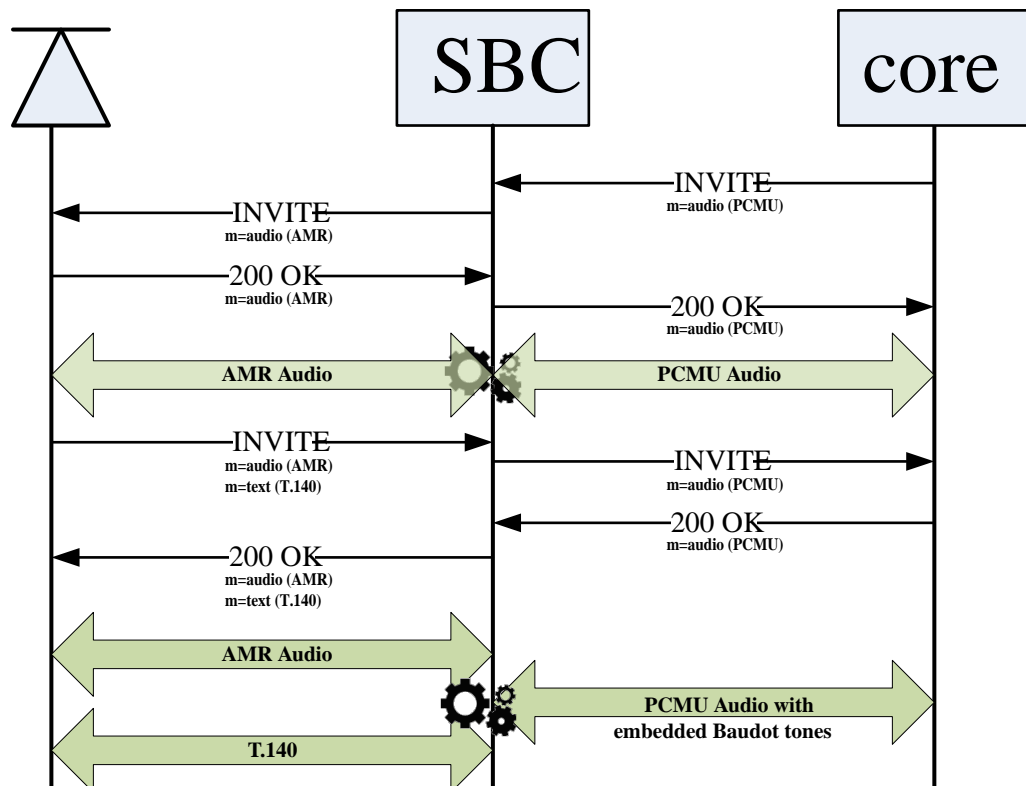 SBC
core
INVITE
m=audio (PCMU)
INVITE
m=audio (AMR)
200 OK
m=audio (AMR)
200 OK
m=audio (PCMU)
AMR Audio
PCMU Audio
INVITE
m=audio (AMR)
m=text (T.140)
INVITE
m=audio (PCMU)
200 OK
m=audio (PCMU)
200 OK
m=audio (AMR)
m=text (T.140)
AMR Audio
PCMU Audio with
embedded Baudot tones
T.140